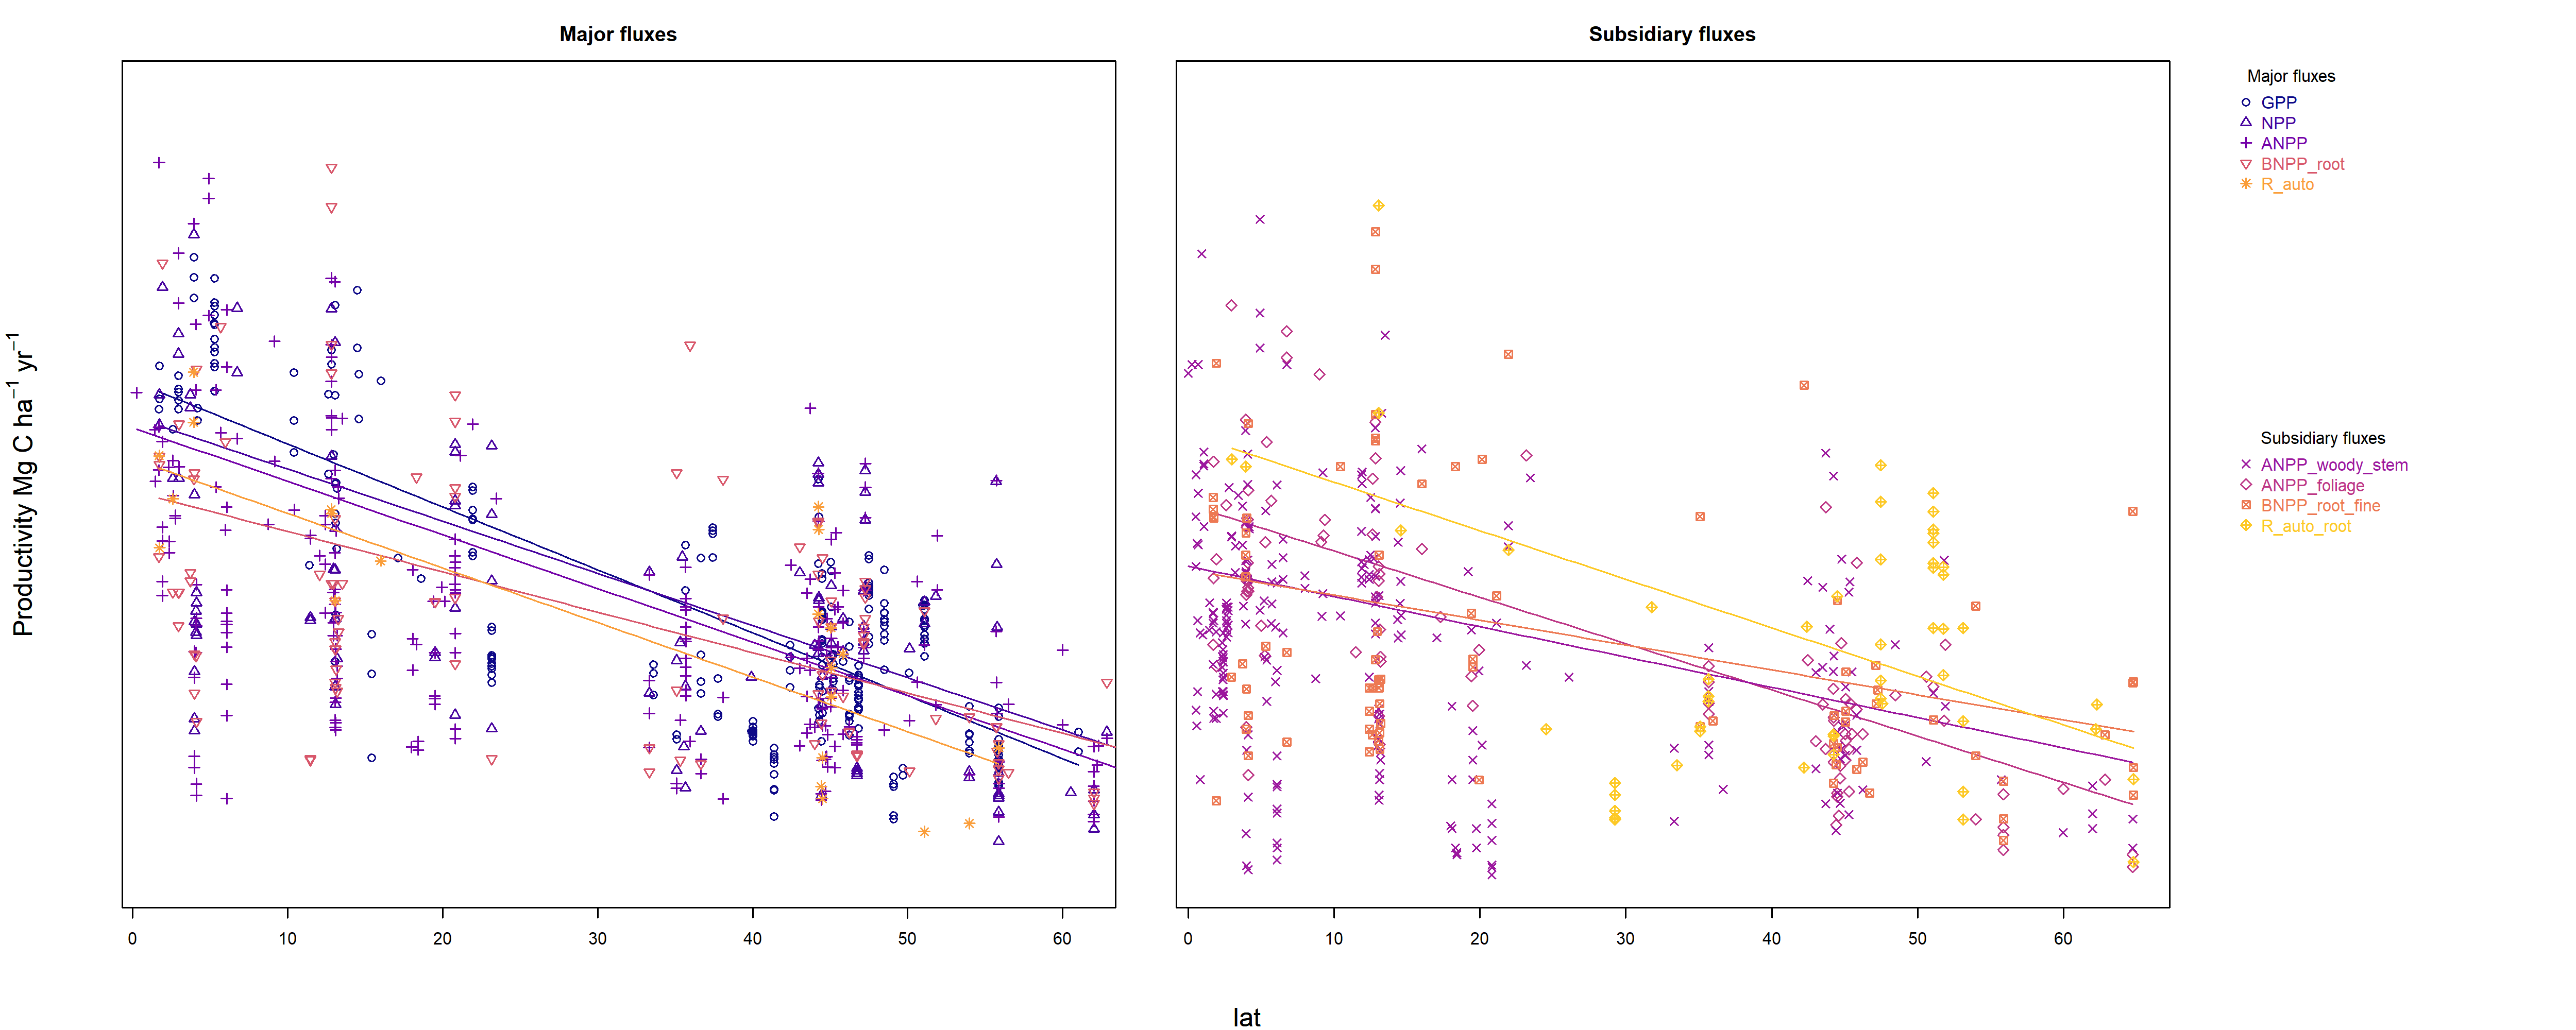 Major fluxes
Subsidiary fluxes
Productivity Mg C ha⁻¹ yr⁻¹
0 10 20 30 40 50 60
0 10 20 30 40 50 60
lat
Major fluxes
GPP
NPP
ANPP
BNPP_root
R_auto
Subsidiary fluxes
ANPP_woody_stem
ANPP_foliage
BNPP_root_fine
R_auto_root